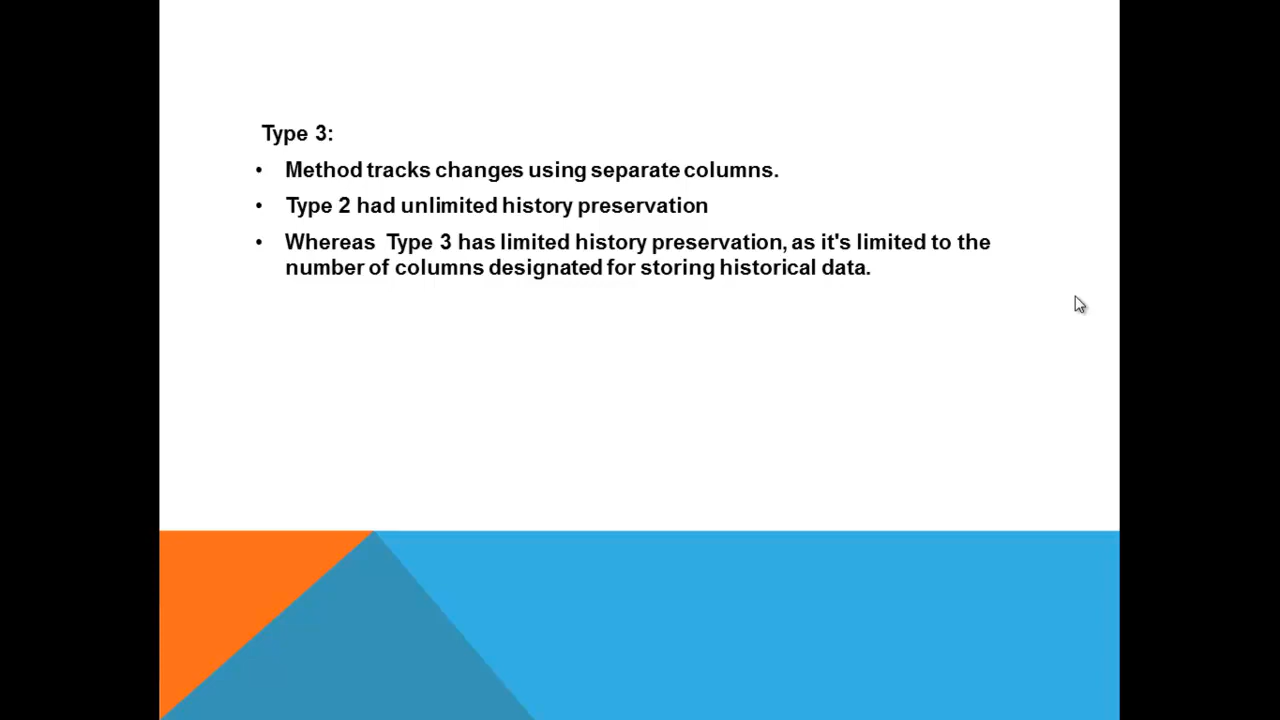 Type 3:
• Method tracks changes using separate columns.
• Type 2 had unlimited history preservation
• Whereas Type 3 has limited history preservation, as it's limited to the
number of columns designated for storing historical data.